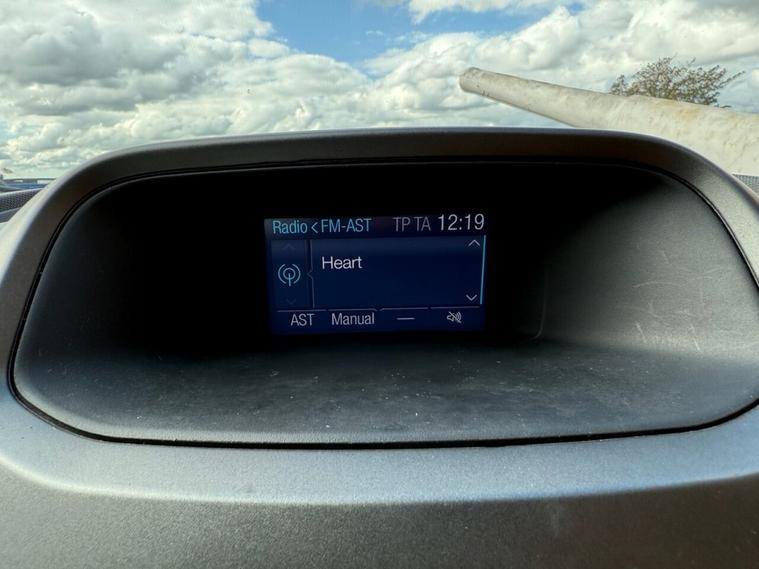 Radio < FM-AST TP TA 12:19
Heart
AST Manual —